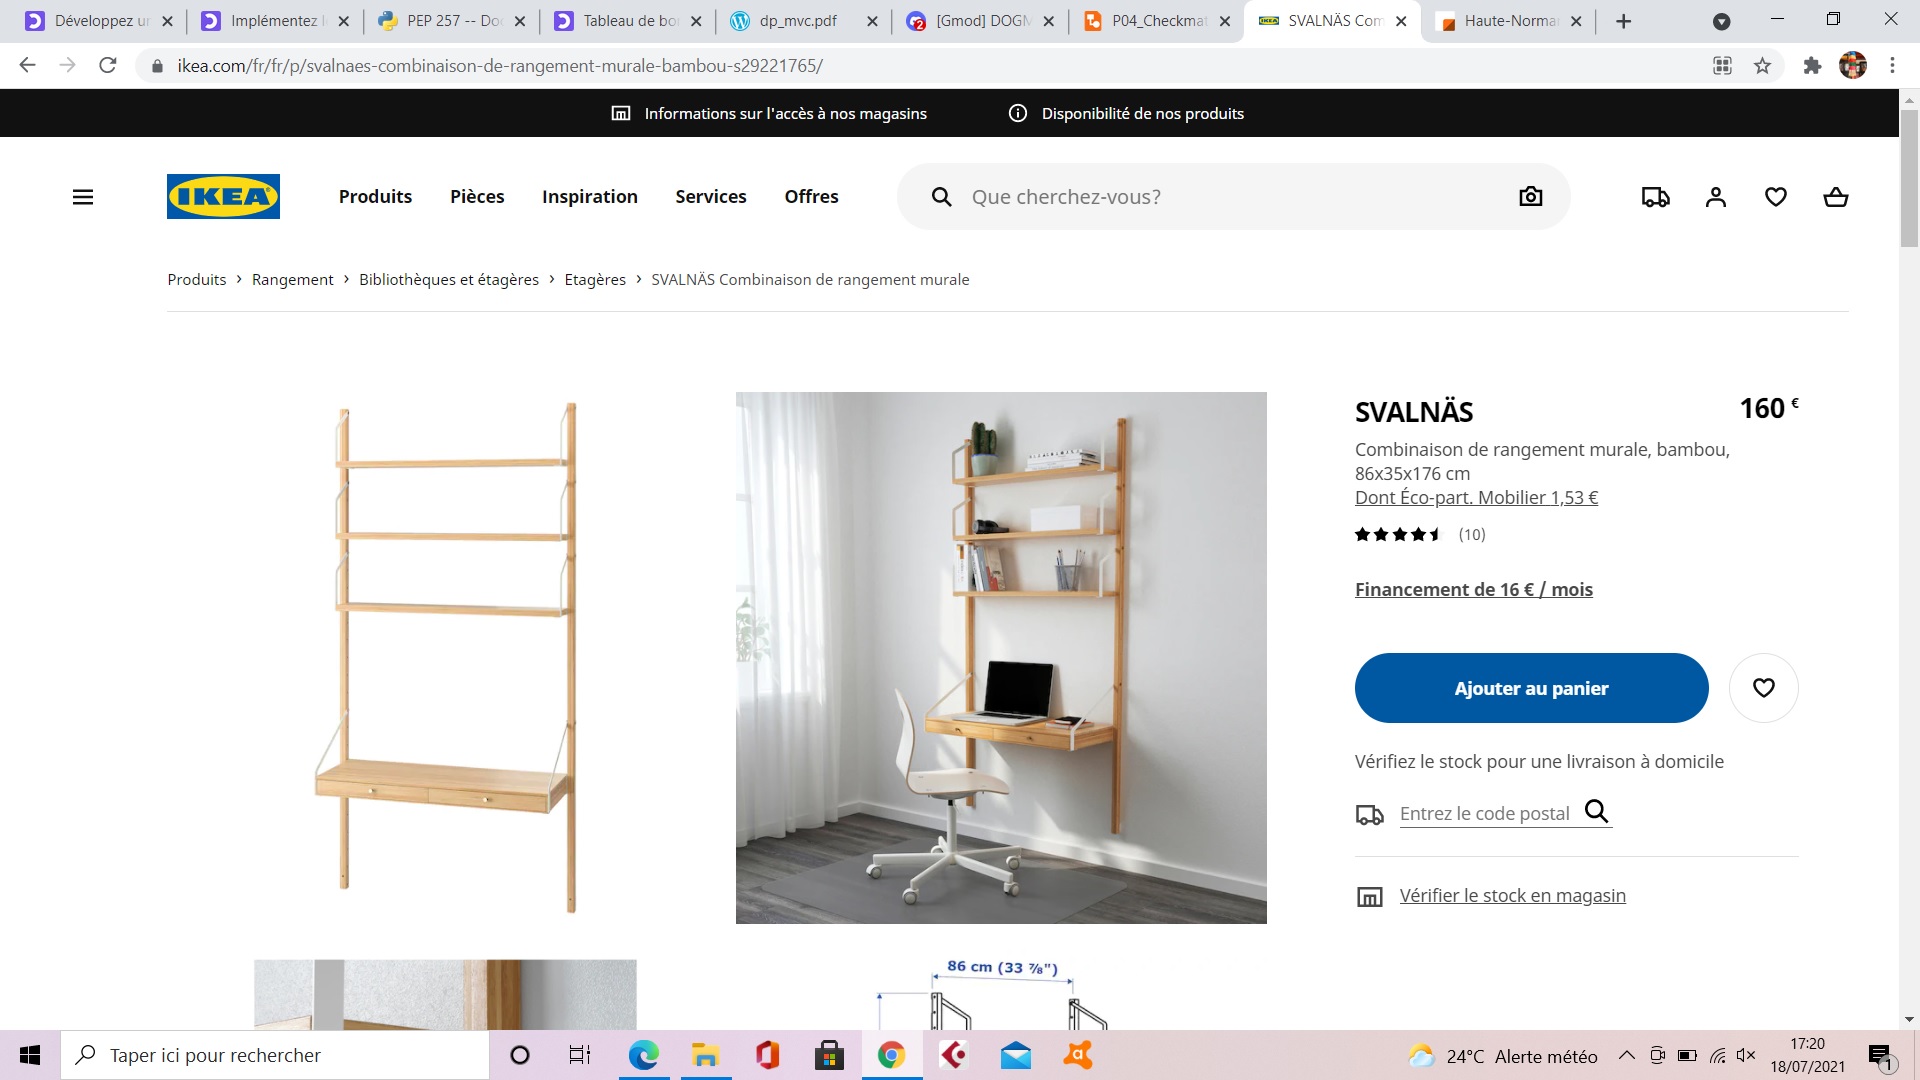 Développez un
Implémentez l
PEP 257 -- Doc
Tableau de bor
dp_mvc.pdf
[Gmod] DOGM
P04_Checkmat
SVALNÄS Com
Haute-Norman
ikea.com/fr/fr/p/svalnaes-combinaison-de-rangement-murale-bambou-s29221765/
Informations sur l'accès à nos magasins
Disponibilité de nos produits
IKEA
Produits
Pièces
Inspiration
Services
Offres
Que cherchez-vous?
Produits > Rangement > Bibliothèques et étagères > Etagères > SVALNÄS Combinaison de rangement murale
SVALNÄS
160 €
Combinaison de rangement murale, bambou,
86x35x176 cm
Dont Éco-part. Mobilier 1,53 €
(10)
Financement de 16 € / mois
Ajouter au panier
Vérifiez le stock pour une livraison à domicile
Entrez le code postal
Vérifier le stock en magasin
86 cm (33 ⅞")
Taper ici pour rechercher
24°C Alerte météo
17:20
18/07/2021
1